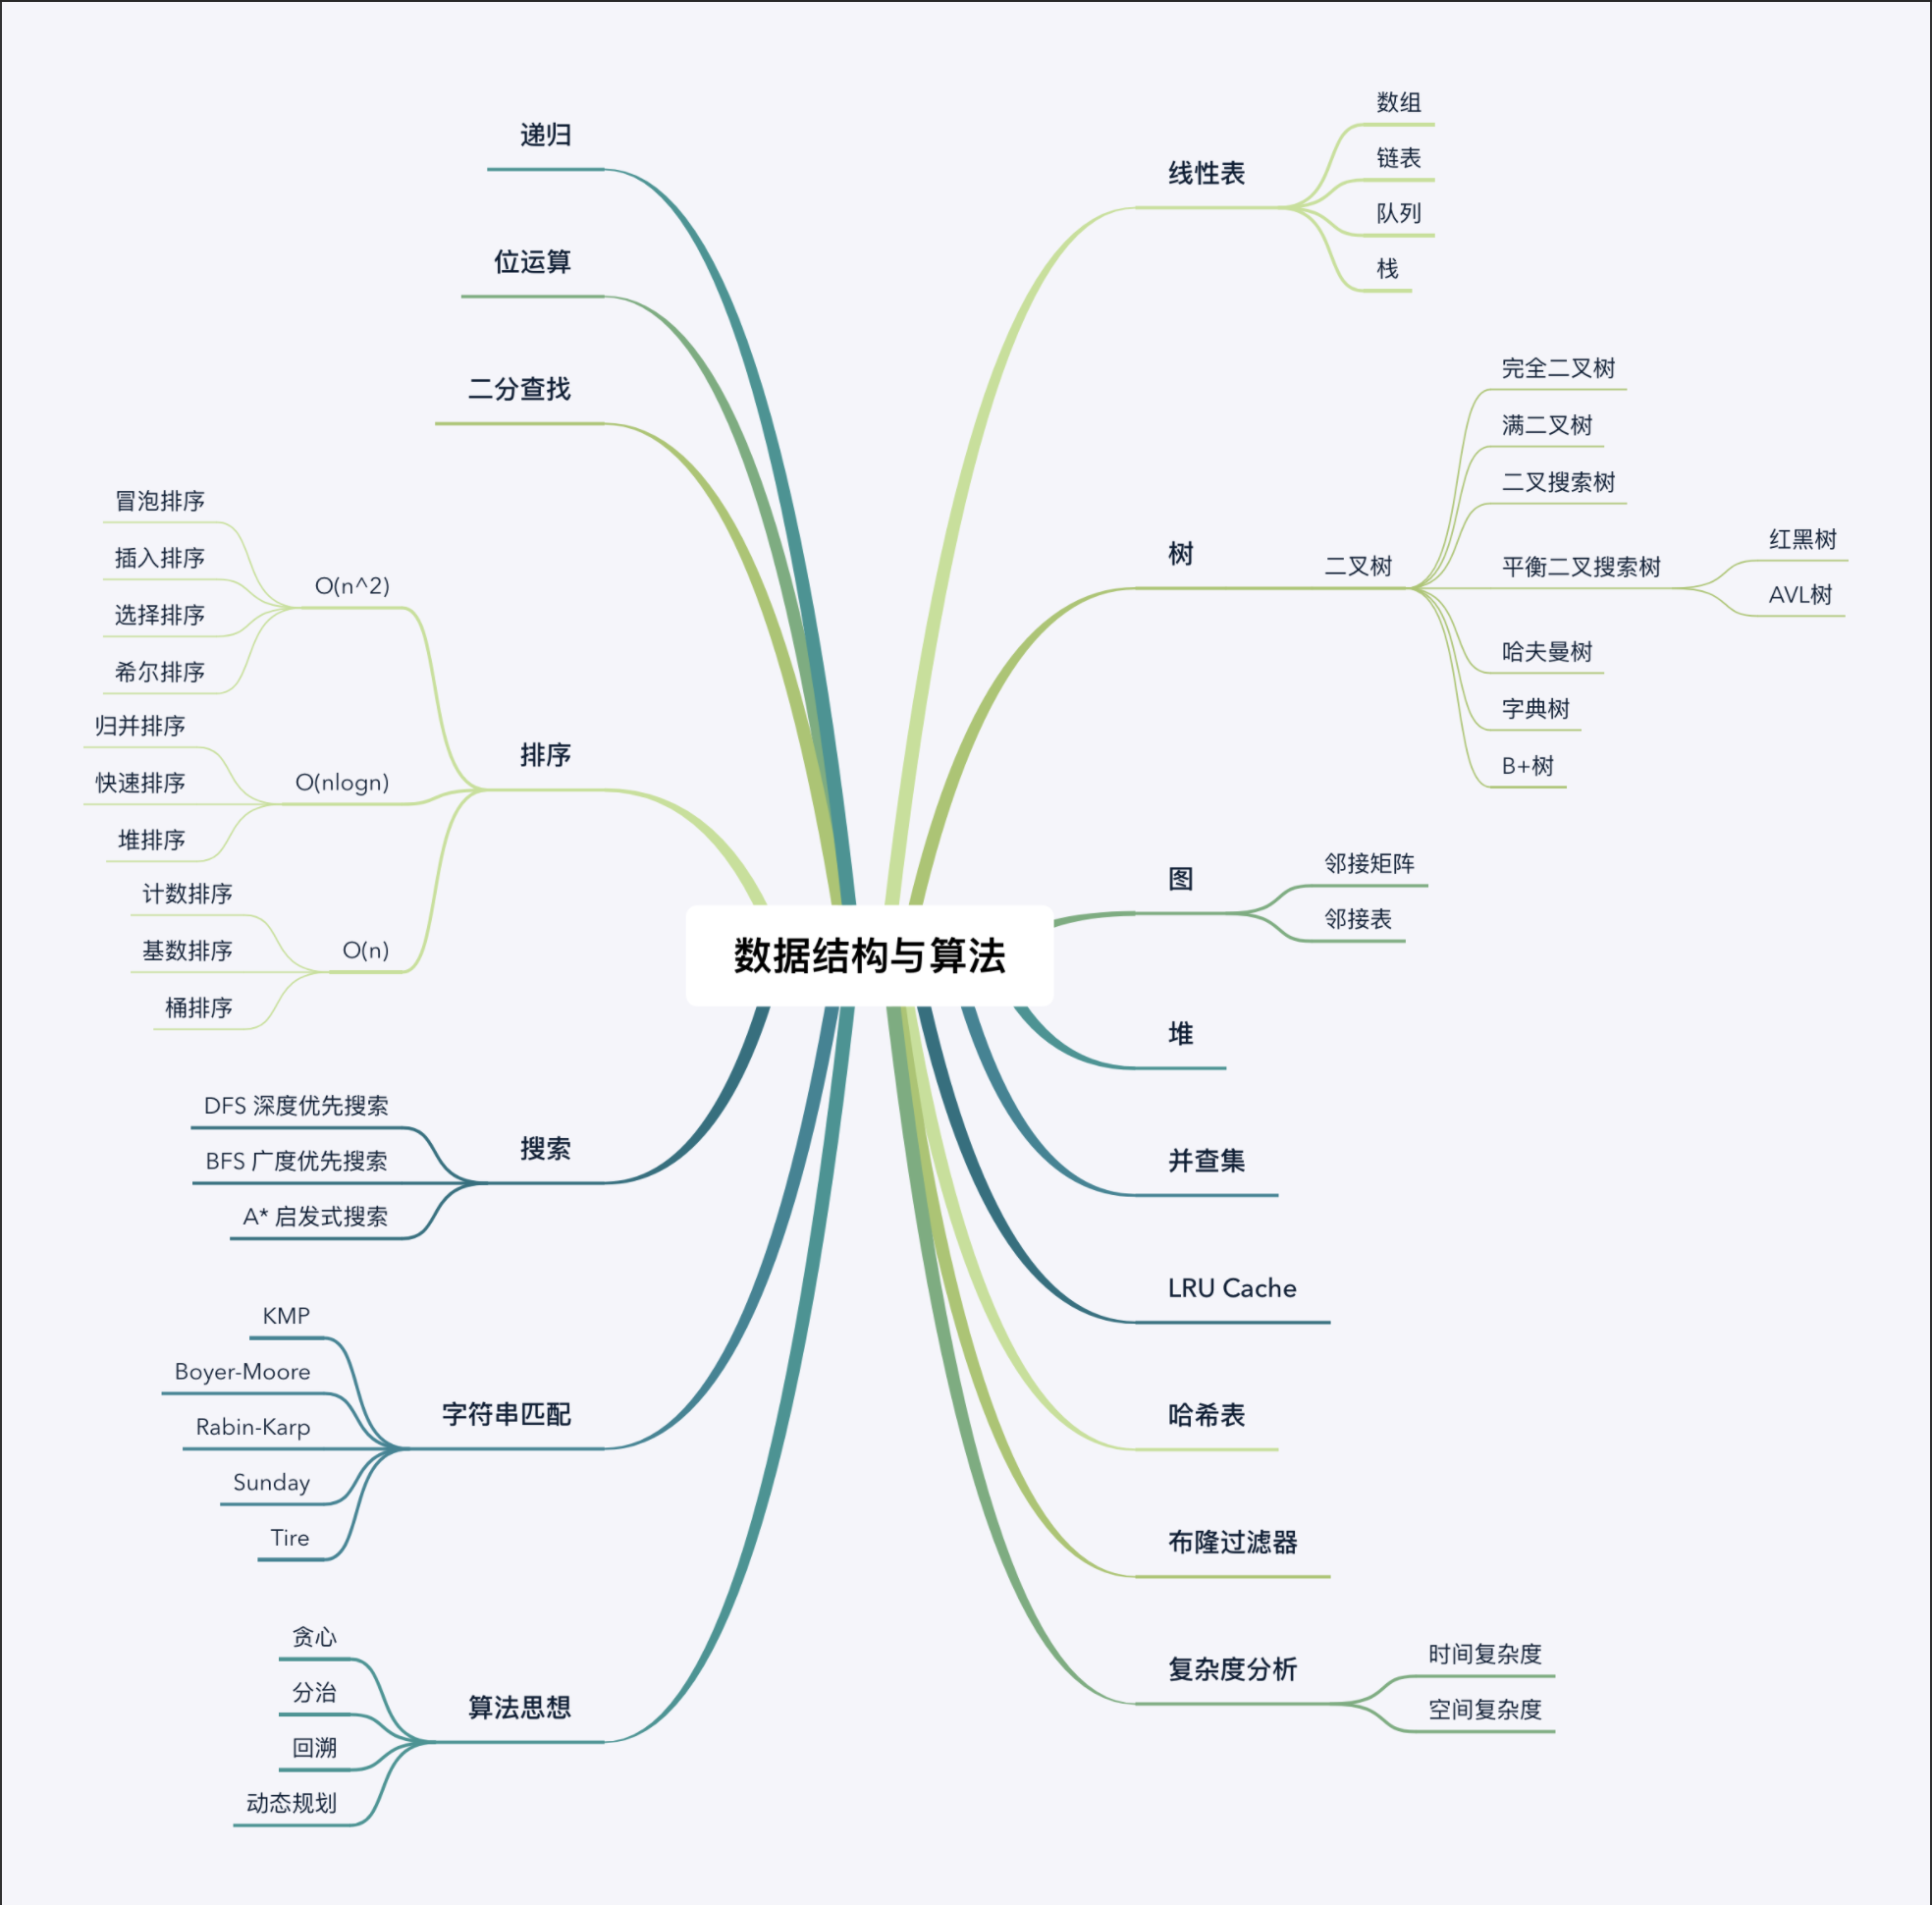 数据结构与算法
线性表
数组
链表
队列
栈
树
二叉树
完全二叉树
满二叉树
二叉搜索树
平衡二叉搜索树
红黑树
AVL树
哈夫曼树
字典树
B+树
图
邻接矩阵
邻接表
堆
并查集
LRU Cache
哈希表
布隆过滤器
复杂度分析
时间复杂度
空间复杂度
递归
位运算
二分查找
排序
O(n^2)
冒泡排序
插入排序
选择排序
希尔排序
O(nlogn)
归并排序
快速排序
堆排序
O(n)
计数排序
基数排序
桶排序
搜索
DFS 深度优先搜索
BFS 广度优先搜索
A* 启发式搜索
字符串匹配
KMP
Boyer-Moore
Rabin-Karp
Sunday
Tire
算法思想
贪心
分治
回溯
动态规划